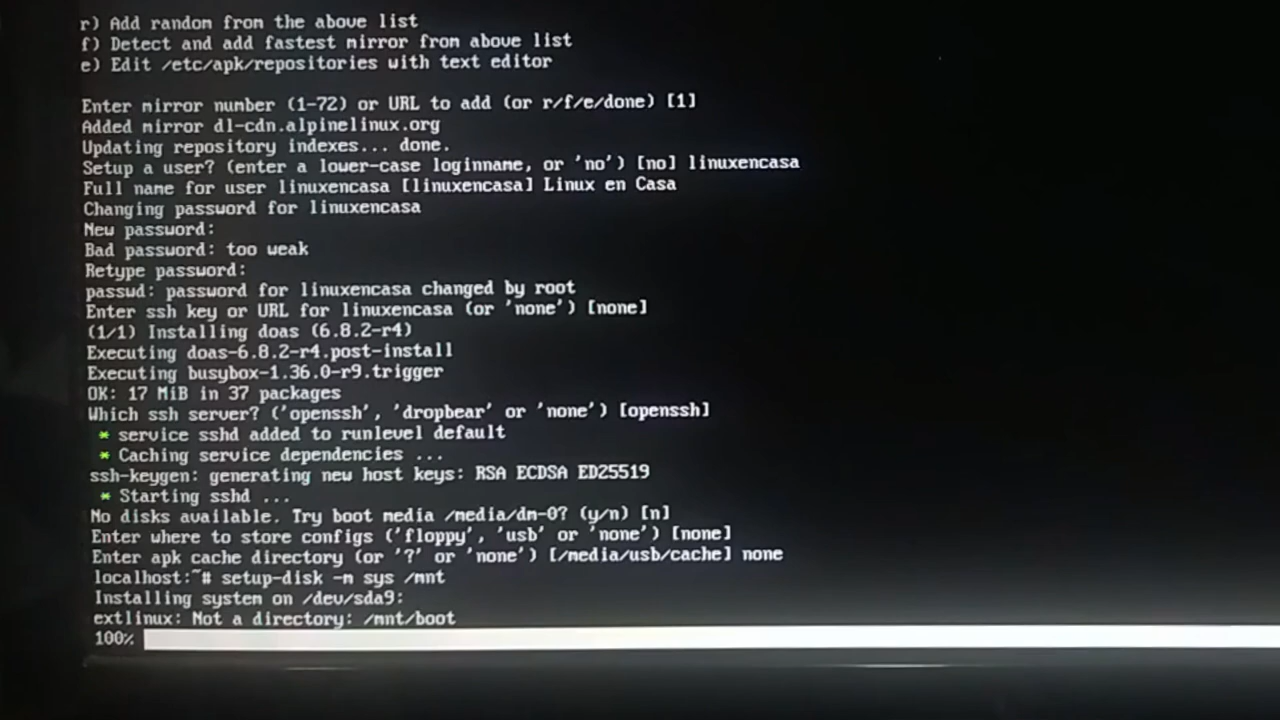 r) Add random from the above list
f) Detect and add fastest mirror from above list
e) Edit /etc/apk/repositories with text editor
Enter mirror number (1-72) or URL to add (or r/f/e/done) [1]
Added mirror dl-cdn.alpinelinux.org
Updating repository indexes... done.
Setup a user? (enter a lower-case loginname, or 'no') [no] linuxencasa
Full name for user linuxencasa [linuxencasa] Linux en Casa
Changing password for linuxencasa
New password:
Bad password: too weak
Retype password:
passwd: password for linuxencasa changed by root
Enter ssh key or URL for linuxencasa (or 'none') [none]
(1/1) Installing doas (6.8.2-r4)
Executing doas-6.8.2-r4.post-install
Executing busybox-1.36.0-r9.trigger
OK: 17 MiB in 37 packages
Which ssh server? ('openssh', 'dropbear' or 'none') [openssh]
* service sshd added to runlevel default
* Caching service dependencies ...
ssh-keygen: generating new host keys: RSA ECDSA ED25519
* Starting sshd ...
No disks available. Try boot media /media/dm-0? (y/n) [n]
Enter where to store configs ('floppy', 'usb' or 'none') [none]
Enter apk cache directory (or '?' or 'none') [/media/usb/cache] none
localhost:~# setup-disk -m sys /mnt
Installing system on /dev/sda9:
extlinux: Not a directory: /mnt/boot
100%